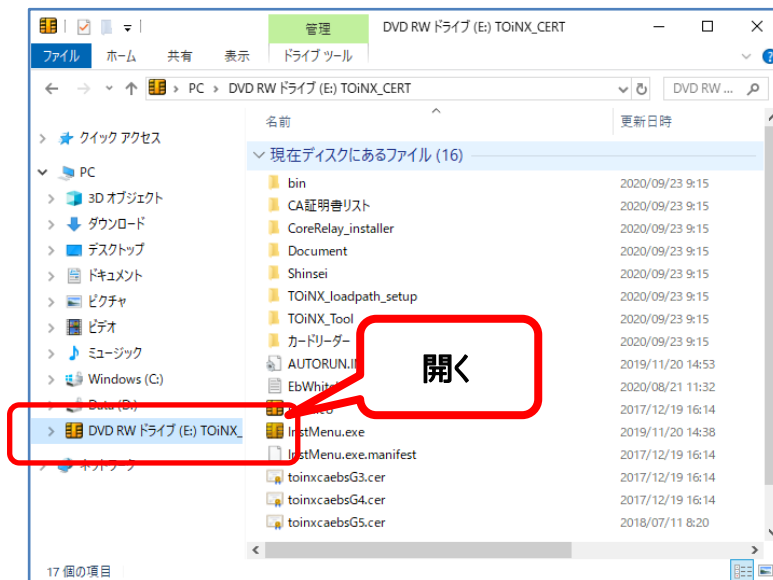 管理
DVD RW ドライブ (E:) TOiNX_CERT
ファイル ホーム 共有 表示 ドライブ ツール
PC › DVD RW ドライブ (E:) TOiNX_CERT
DVD RW ...
名前 更新日時
クイック アクセス
現在ディスクにあるファイル (16)
PC
bin 2020/09/23 9:15
3D オブジェクト
CA証明書リスト 2020/09/23 9:15
ダウンロード
CoreRelay_installer 2020/09/23 9:15
デスクトップ
Document 2020/09/23 9:15
ドキュメント
Shinsei 2020/09/23 9:15
ピクチャ
TOiNX_loadpath_setup 2020/09/23 9:15
ビデオ
TOiNX_Tool 2020/09/23 9:15
ミュージック
カードリーダー 2020/09/23 9:15
開く
Windows (C:)
AUTORUN.I 2019/11/20 14:53
Data (D:)
EbWhite 2020/08/21 11:32
2017/12/19 16:14
DVD RW ドライブ (E:) TOiNX_
InstMenu.exe 2019/11/20 14:38
ネットワーク
InstMenu.exe.manifest 2017/12/19 16:14
toinxcaebsG3.cer 2017/12/19 16:14
toinxcaebsG4.cer 2017/12/19 16:14
toinxcaebsG5.cer 2018/07/11 8:20
17 個の項目